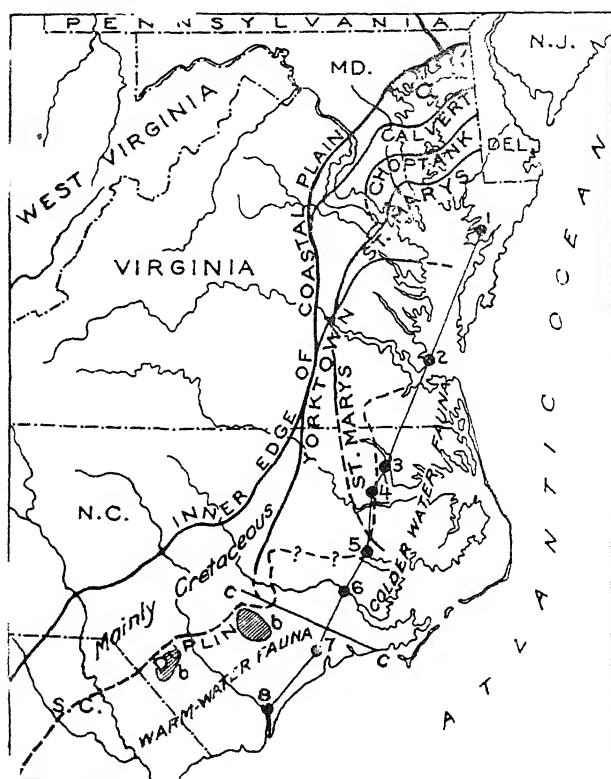 PENNSYLVANIA
N.J.
MD.
C
CALVERT
CHOPTANK
ST. MARYS
DEL.
WEST VIRGINIA
VIRGINIA
INNER EDGE OF COASTAL PLAIN
YORKTOWN
ST. MARYS
1
2
3
4
5
6
7
8
COLDER WATER FAUNA
ATLANTIC OCEAN
N.C.
Mainly Cretaceous
? ?
C
C
DUPLIN
b
b
WARM-WATER FAUNA
S.C.